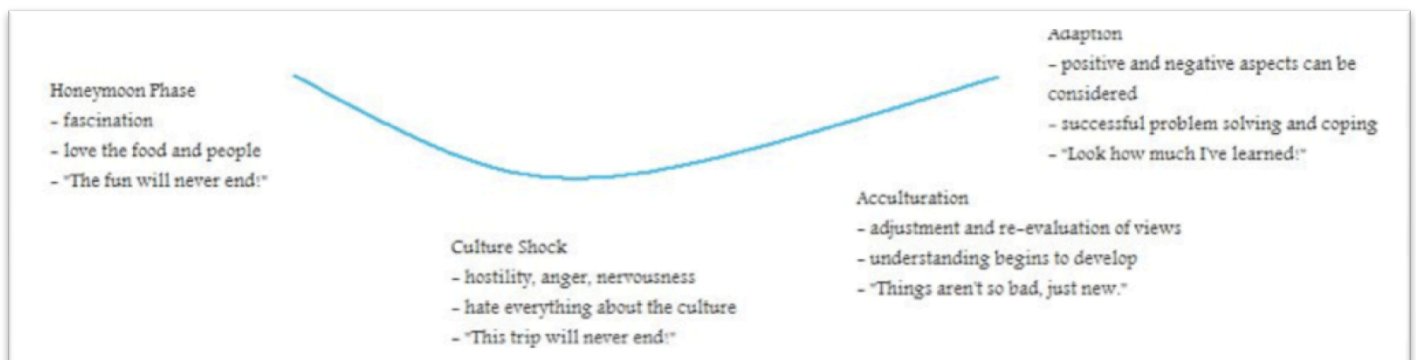 Honeymoon Phase
- fascination
- love the food and people
- "The fun will never end!"
Culture Shock
- hostility, anger, nervousness
- hate everything about the culture
- "This trip will never end!"
Acculturation
- adjustment and re-evaluation of views
- understanding begins to develop
- "Things aren't so bad, just new."
Adaption
- positive and negative aspects can be
considered
- successful problem solving and coping
- "Look how much I've learned!"